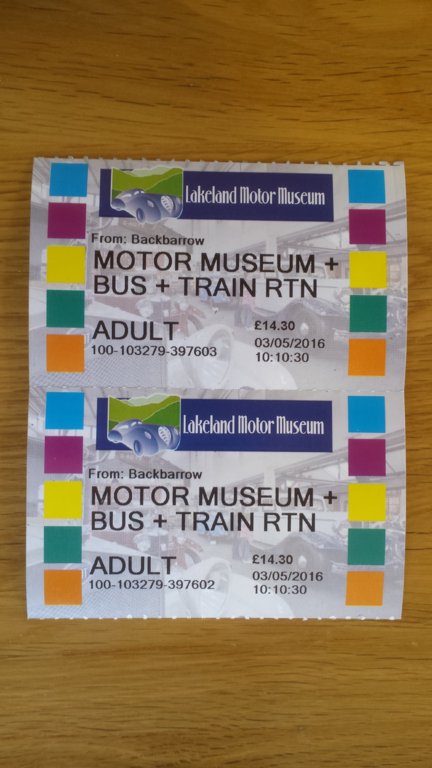 Lakeland Motor Museum
From: Backbarrow
MOTOR MUSEUM +
BUS + TRAIN RTN
ADULT £14.30
100-103279-397603 03/05/2016
10:10:30
Lakeland Motor Museum
From: Backbarrow
MOTOR MUSEUM +
BUS + TRAIN RTN
ADULT £14.30
100-103279-397602 03/05/2016
10:10:30